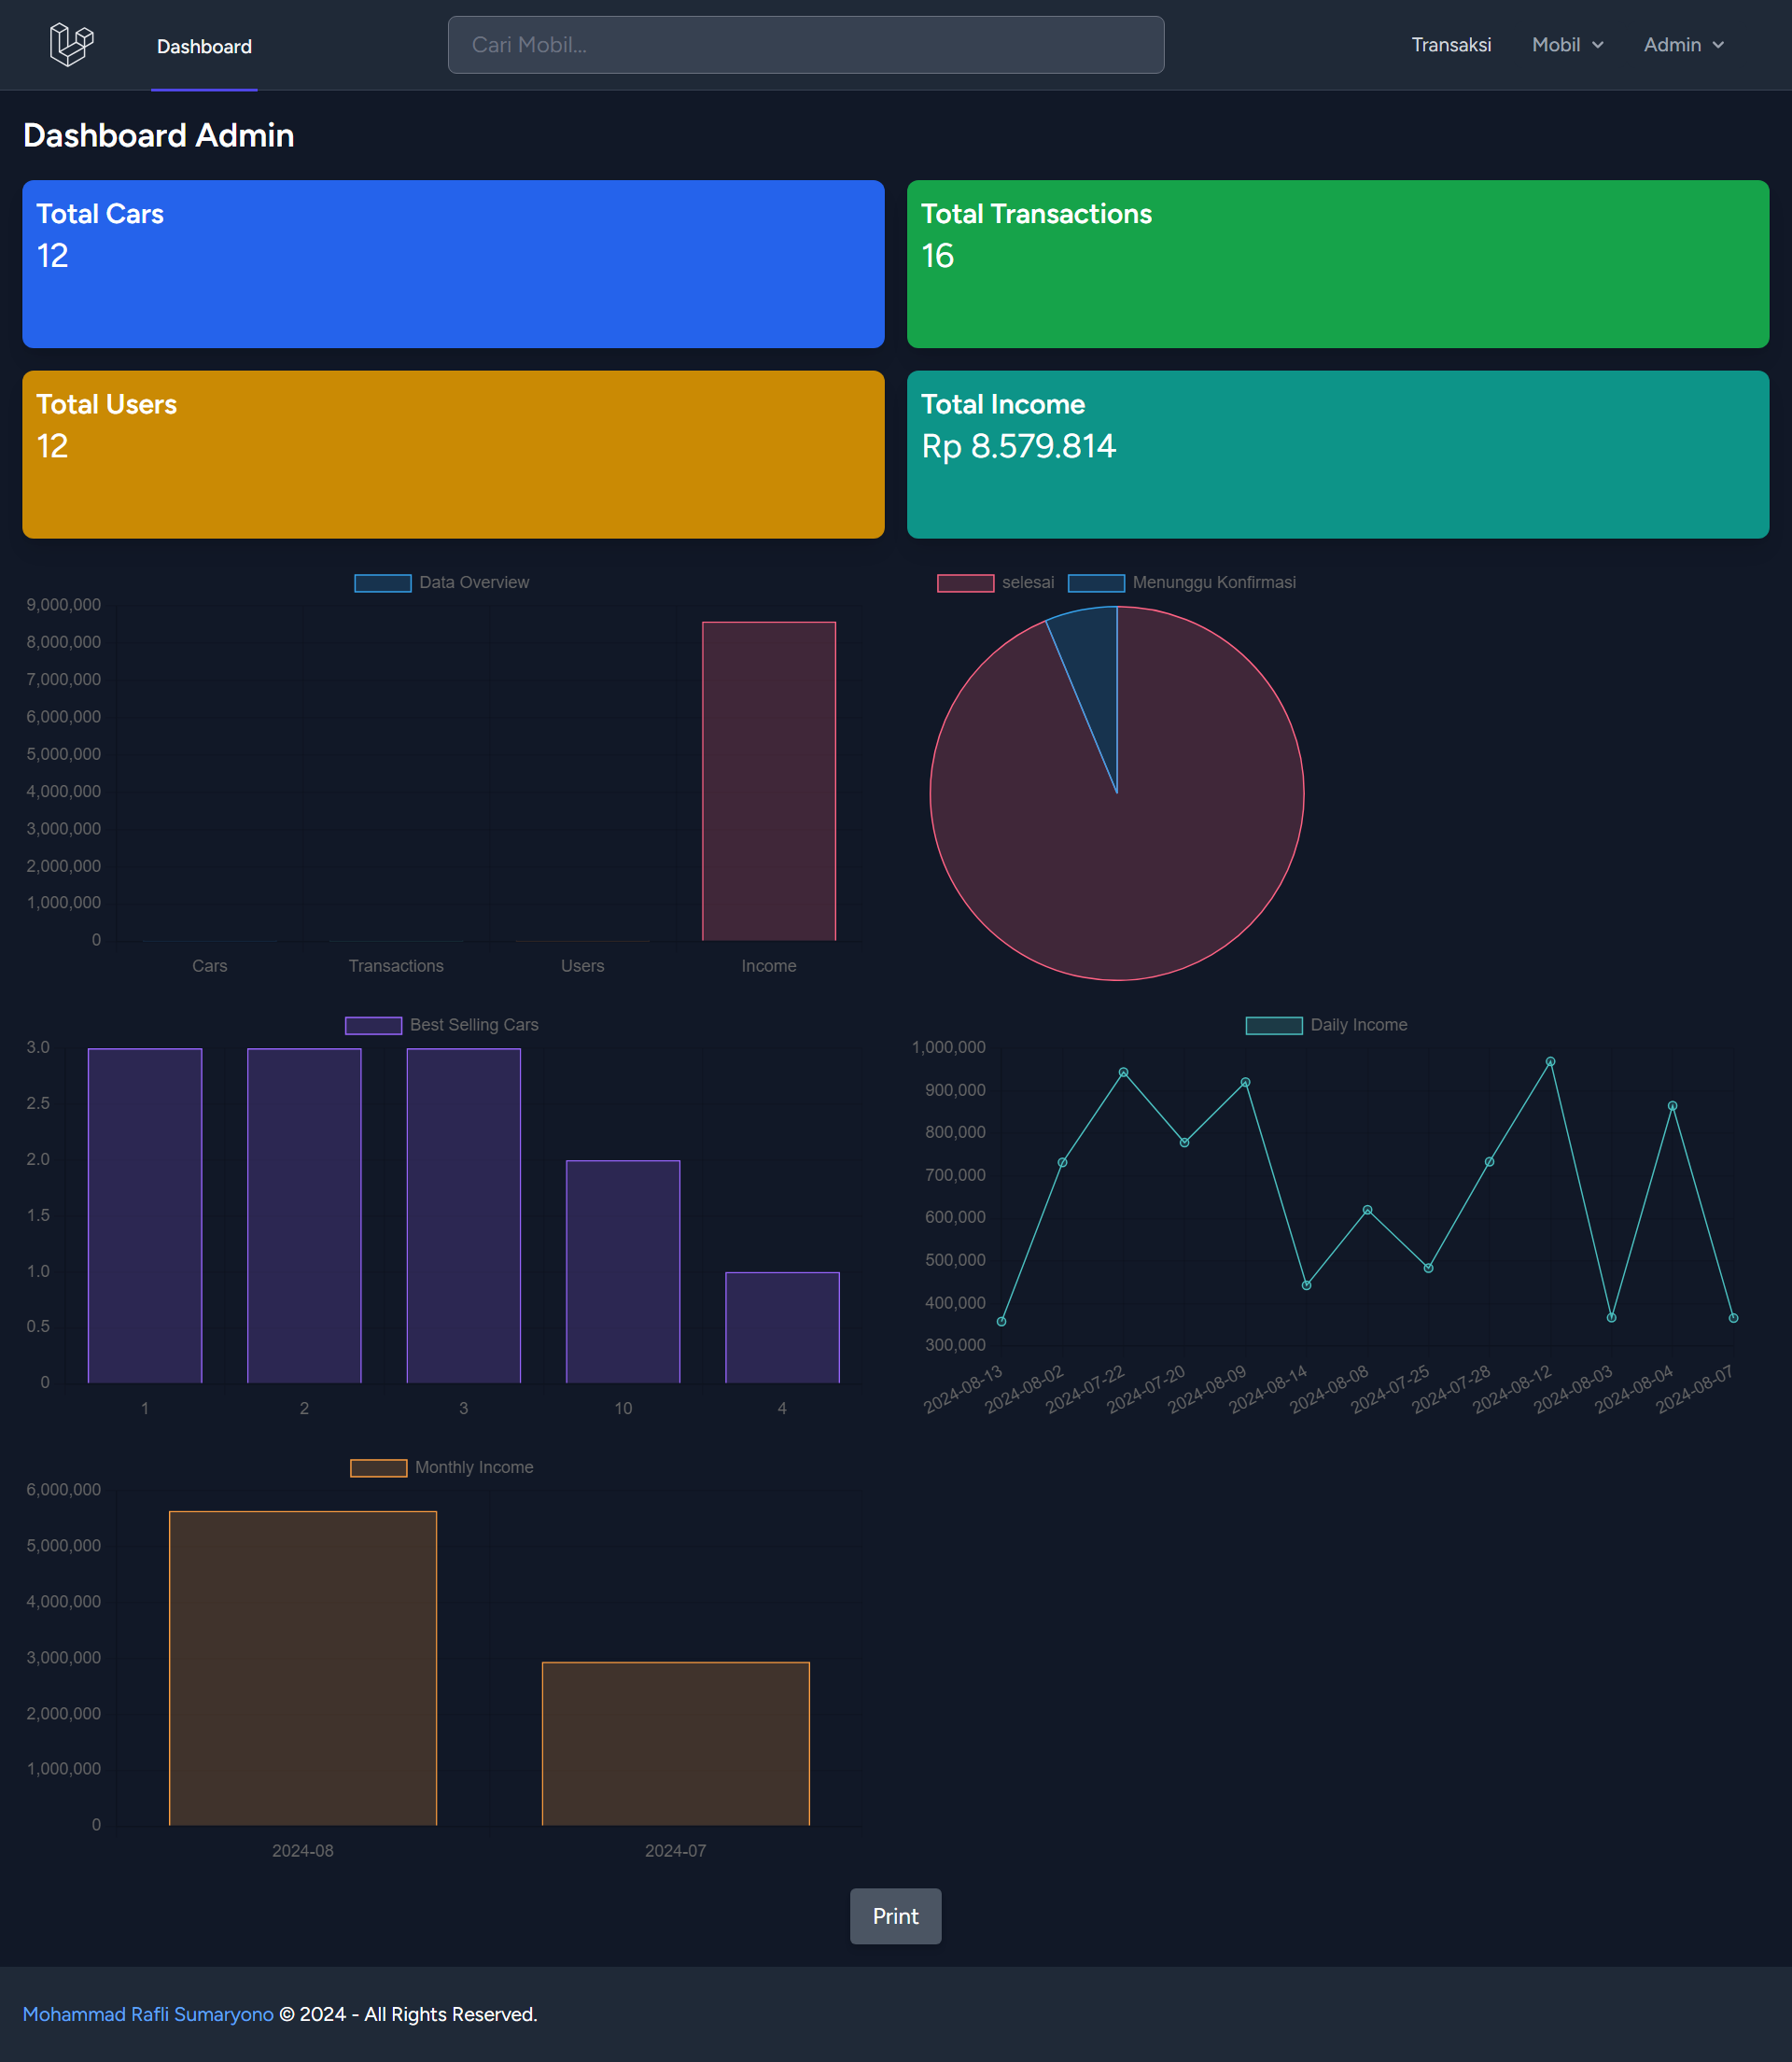 Dashboard
Cari Mobil...
Transaksi
Mobil
Admin
Dashboard Admin
Total Cars
12
Total Transactions
16
Total Users
12
Total Income
Rp 8.579.814
Data Overview
9,000,000
8,000,000
7,000,000
6,000,000
5,000,000
4,000,000
3,000,000
2,000,000
1,000,000
0
Cars
Transactions
Users
Income
selesai
Menunggu Konfirmasi
Best Selling Cars
3.0
2.5
2.0
1.5
1.0
0.5
0
1
2
3
10
4
Daily Income
1,000,000
900,000
800,000
700,000
600,000
500,000
400,000
300,000
2024-08-13
2024-08-02
2024-07-22
2024-07-20
2024-08-09
2024-08-14
2024-08-08
2024-07-25
2024-07-28
2024-08-12
2024-08-03
2024-08-04
2024-08-07
Monthly Income
6,000,000
5,000,000
4,000,000
3,000,000
2,000,000
1,000,000
0
2024-08
2024-07
Print
Mohammad Rafli Sumaryono © 2024 - All Rights Reserved.